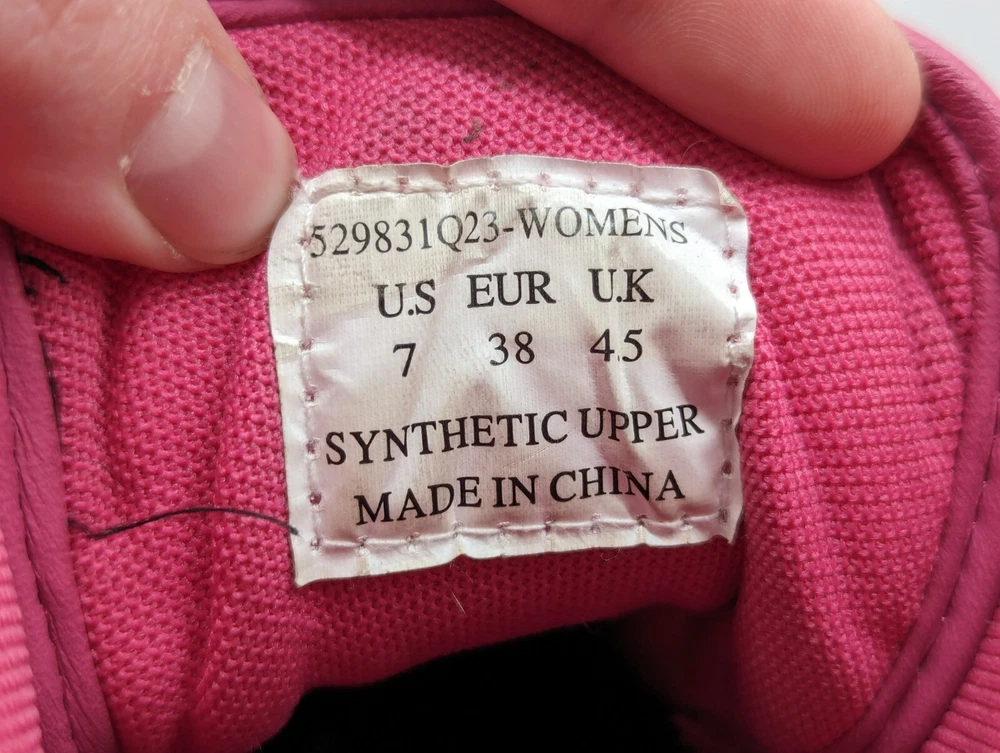 529831Q23-WOMENS
U.S EUR U.K
7 38 4.5
SYNTHETIC UPPER
MADE IN CHINA